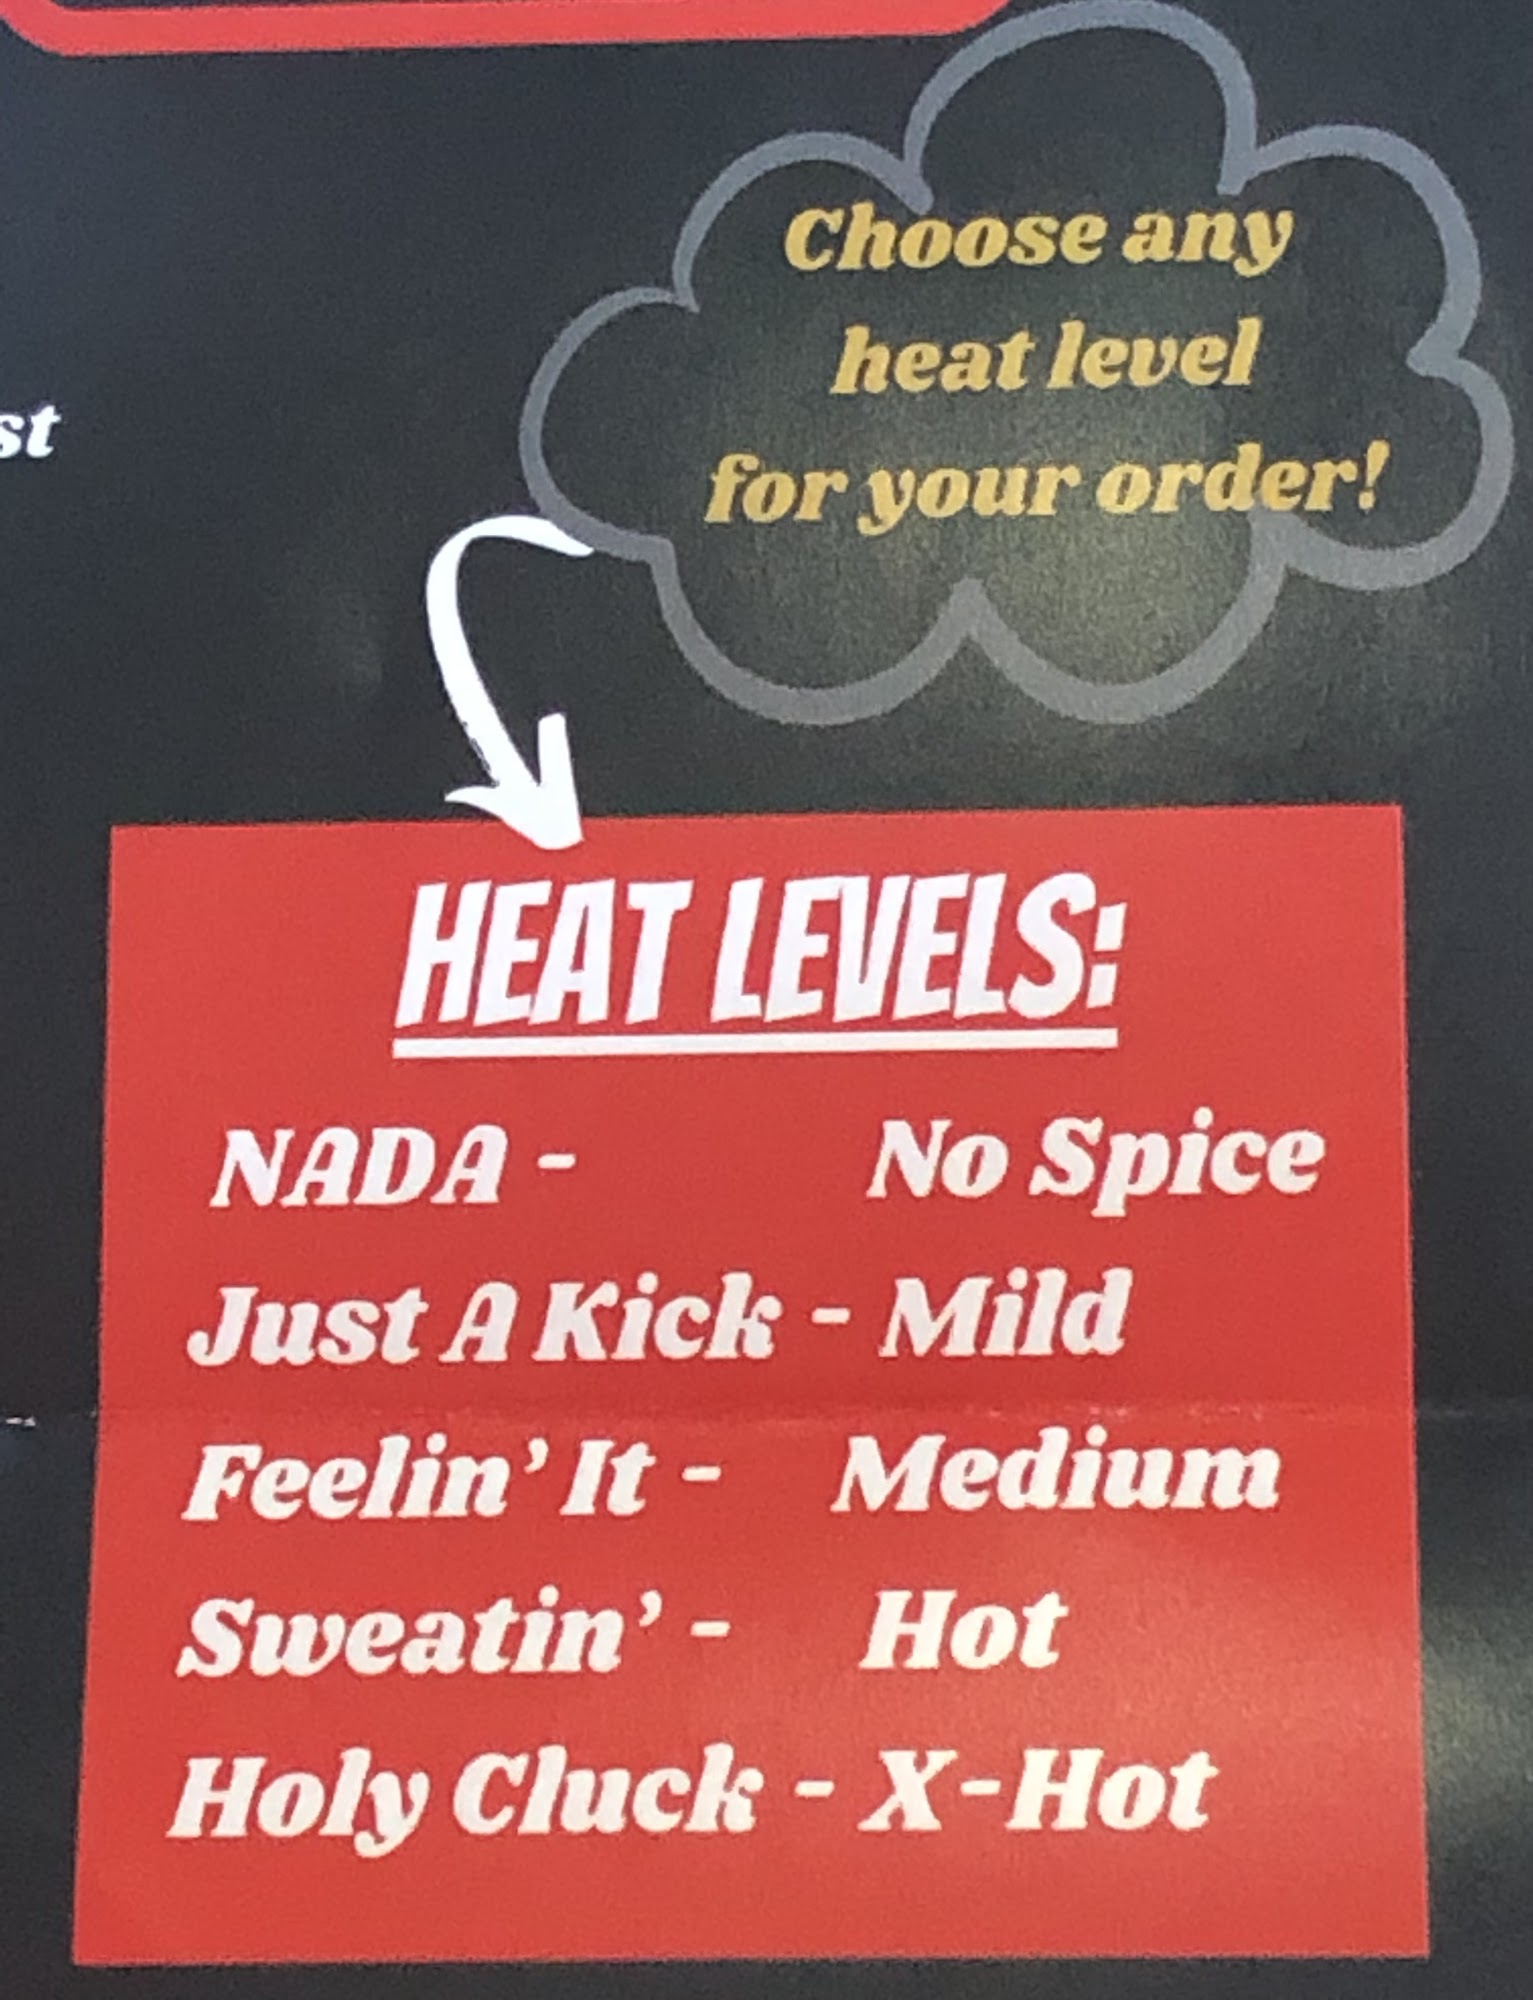 Choose any
heat level
for your order!
st
HEAT LEVELS:
NADA - No Spice
Just A Kick - Mild
Feelin' It - Medium
Sweatin' - Hot
Holy Cluck - X-Hot